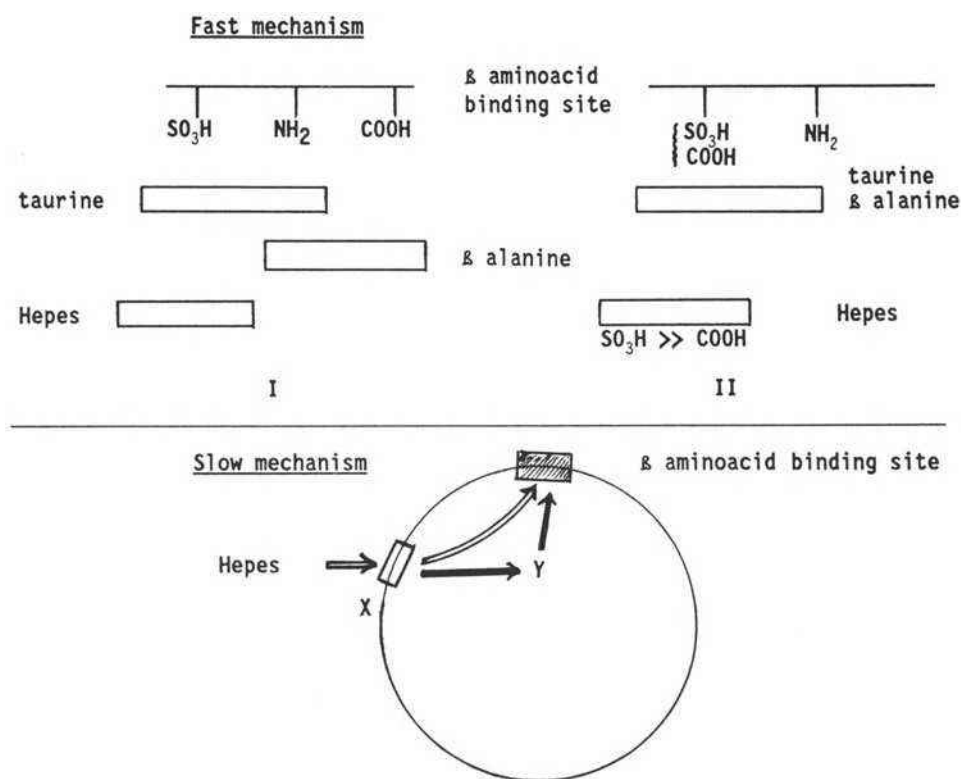 Fast mechanism
ß aminoacid
binding site
SO₃H NH₂ COOH
SO₃H NH₂
COOH
taurine
taurine
ß alanine
ß alanine
Hepes
Hepes
SO₃H >> COOH
I
II
Slow mechanism
ß aminoacid binding site
Hepes
Y
X